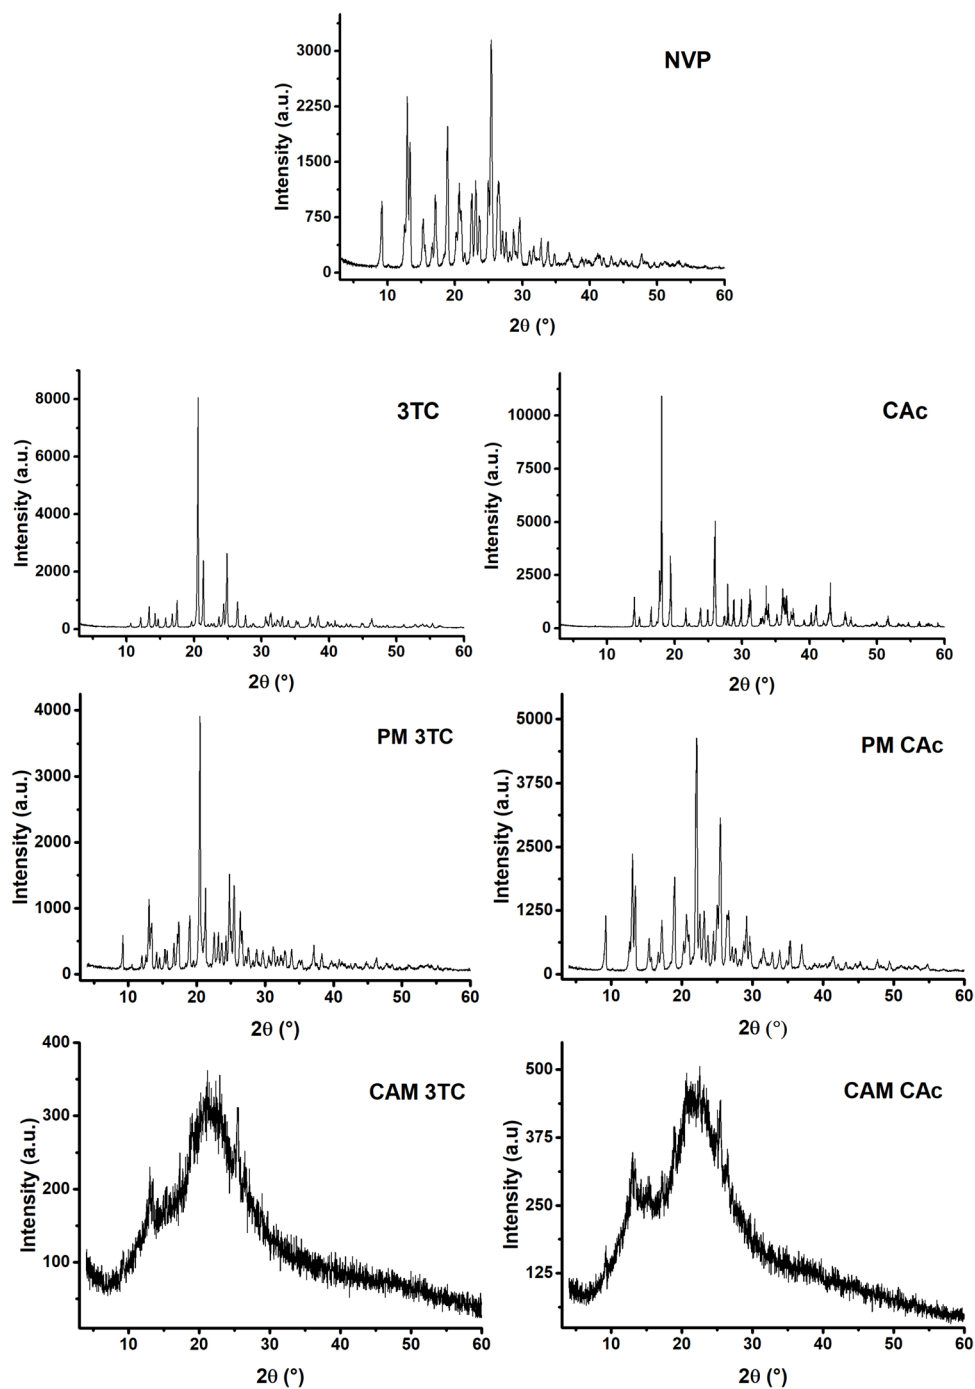 NVP
Intensity (a.u.)
3000
2250
1500
750
0
10 20 30 40 50 60
2θ (°)
3TC
Intensity (a.u.)
8000
6000
4000
2000
0
10 20 30 40 50 60
2θ (°)
CAc
Intensity (a.u.)
10000
7500
5000
2500
0
10 20 30 40 50 60
2θ (°)
PM 3TC
Intensity (a.u.)
4000
3000
2000
1000
0
10 20 30 40 50 60
2θ (°)
PM CAc
Intensity (a.u.)
5000
3750
2500
1250
0
10 20 30 40 50 60
2θ (°)
CAM 3TC
Intensity (a.u.)
400
300
200
100
10 20 30 40 50 60
2θ (°)
CAM CAc
Intensity (a.u)
500
375
250
125
10 20 30 40 50 60
2θ (°)